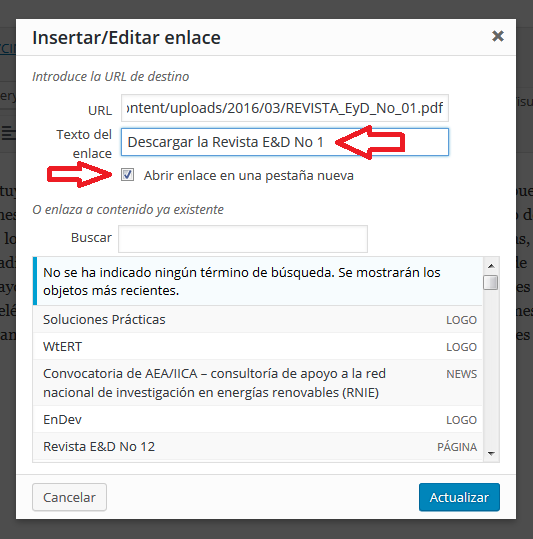 Insertar/Editar enlace
Introduce la URL de destino
URL
ontent/uploads/2016/03/REVISTA_EyD_No_01.pdf
Texto del
enlace
Descargar la Revista E&D No 1
Abrir enlace en una pestaña nueva
O enlaza a contenido ya existente
Buscar
No se ha indicado ningún término de búsqueda. Se mostrarán los
objetos más recientes.
Soluciones Prácticas LOGO
WtERT LOGO
Convocatoria de AEA/IICA – consultoría de apoyo a la red NEWS
nacional de investigación en energías renovables (RNIE)
EnDev LOGO
Revista E&D No 12 PÁGINA
Cancelar
Actualizar